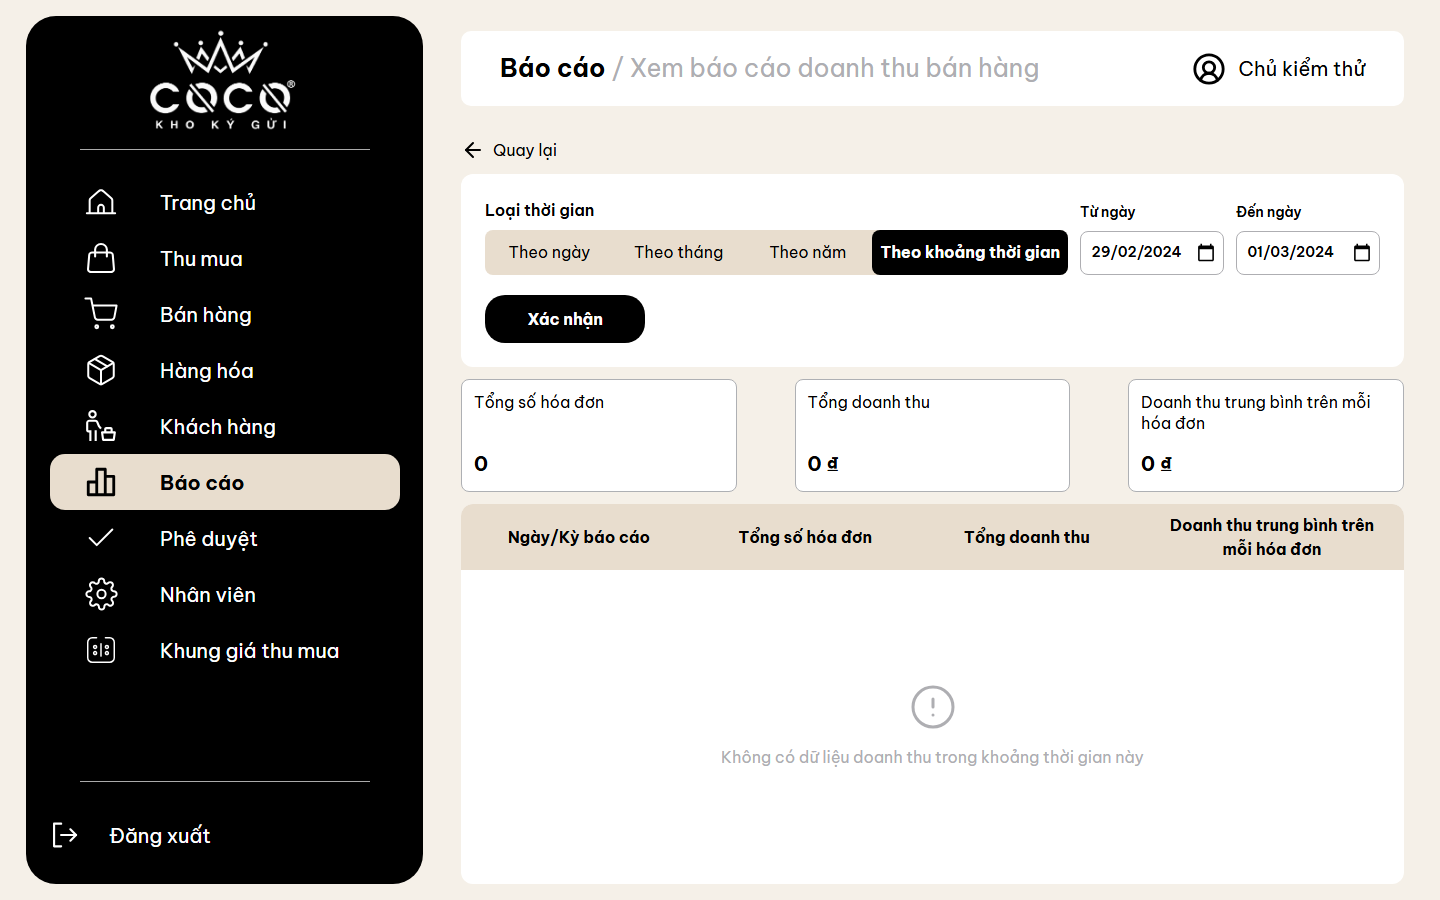 COCO®
KHO KÝ GỬI
Trang chủ
Thu mua
Bán hàng
Hàng hóa
Khách hàng
Báo cáo
Phê duyệt
Nhân viên
Khung giá thu mua
Đăng xuất
Báo cáo / Xem báo cáo doanh thu bán hàng
Chủ kiểm thử
Quay lại
Loại thời gian
Theo ngày
Theo tháng
Theo năm
Theo khoảng thời gian
Từ ngày
29/02/2024
Đến ngày
01/03/2024
Xác nhận
Tổng số hóa đơn
0
Tổng doanh thu
0 ₫
Doanh thu trung bình trên mỗi
hóa đơn
0 ₫
Ngày/Kỳ báo cáo
Tổng số hóa đơn
Tổng doanh thu
Doanh thu trung bình trên
mỗi hóa đơn
Không có dữ liệu doanh thu trong khoảng thời gian này